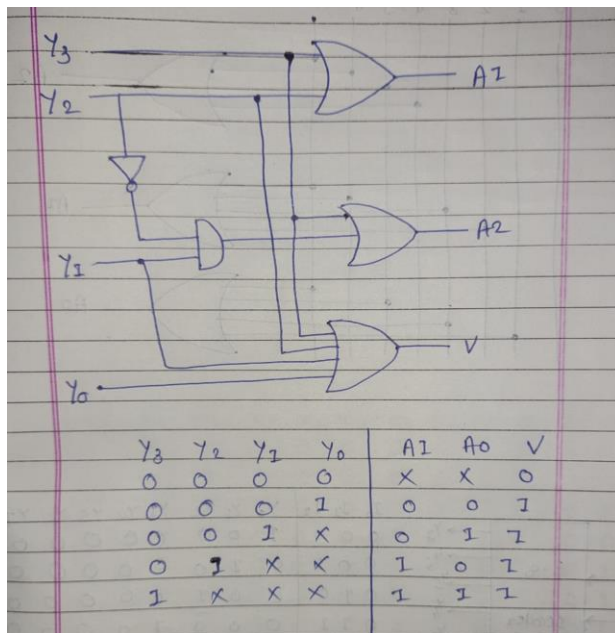 Y3
A1
Y2
A2
Y1
V
Y0
Y3 Y2 Y1 Y0 A1 A0 V
0 0 0 0 X X 0
0 0 0 1 0 0 1
0 0 1 X 0 1 1
0 1 X X 1 0 1
1 X X X 1 1 1